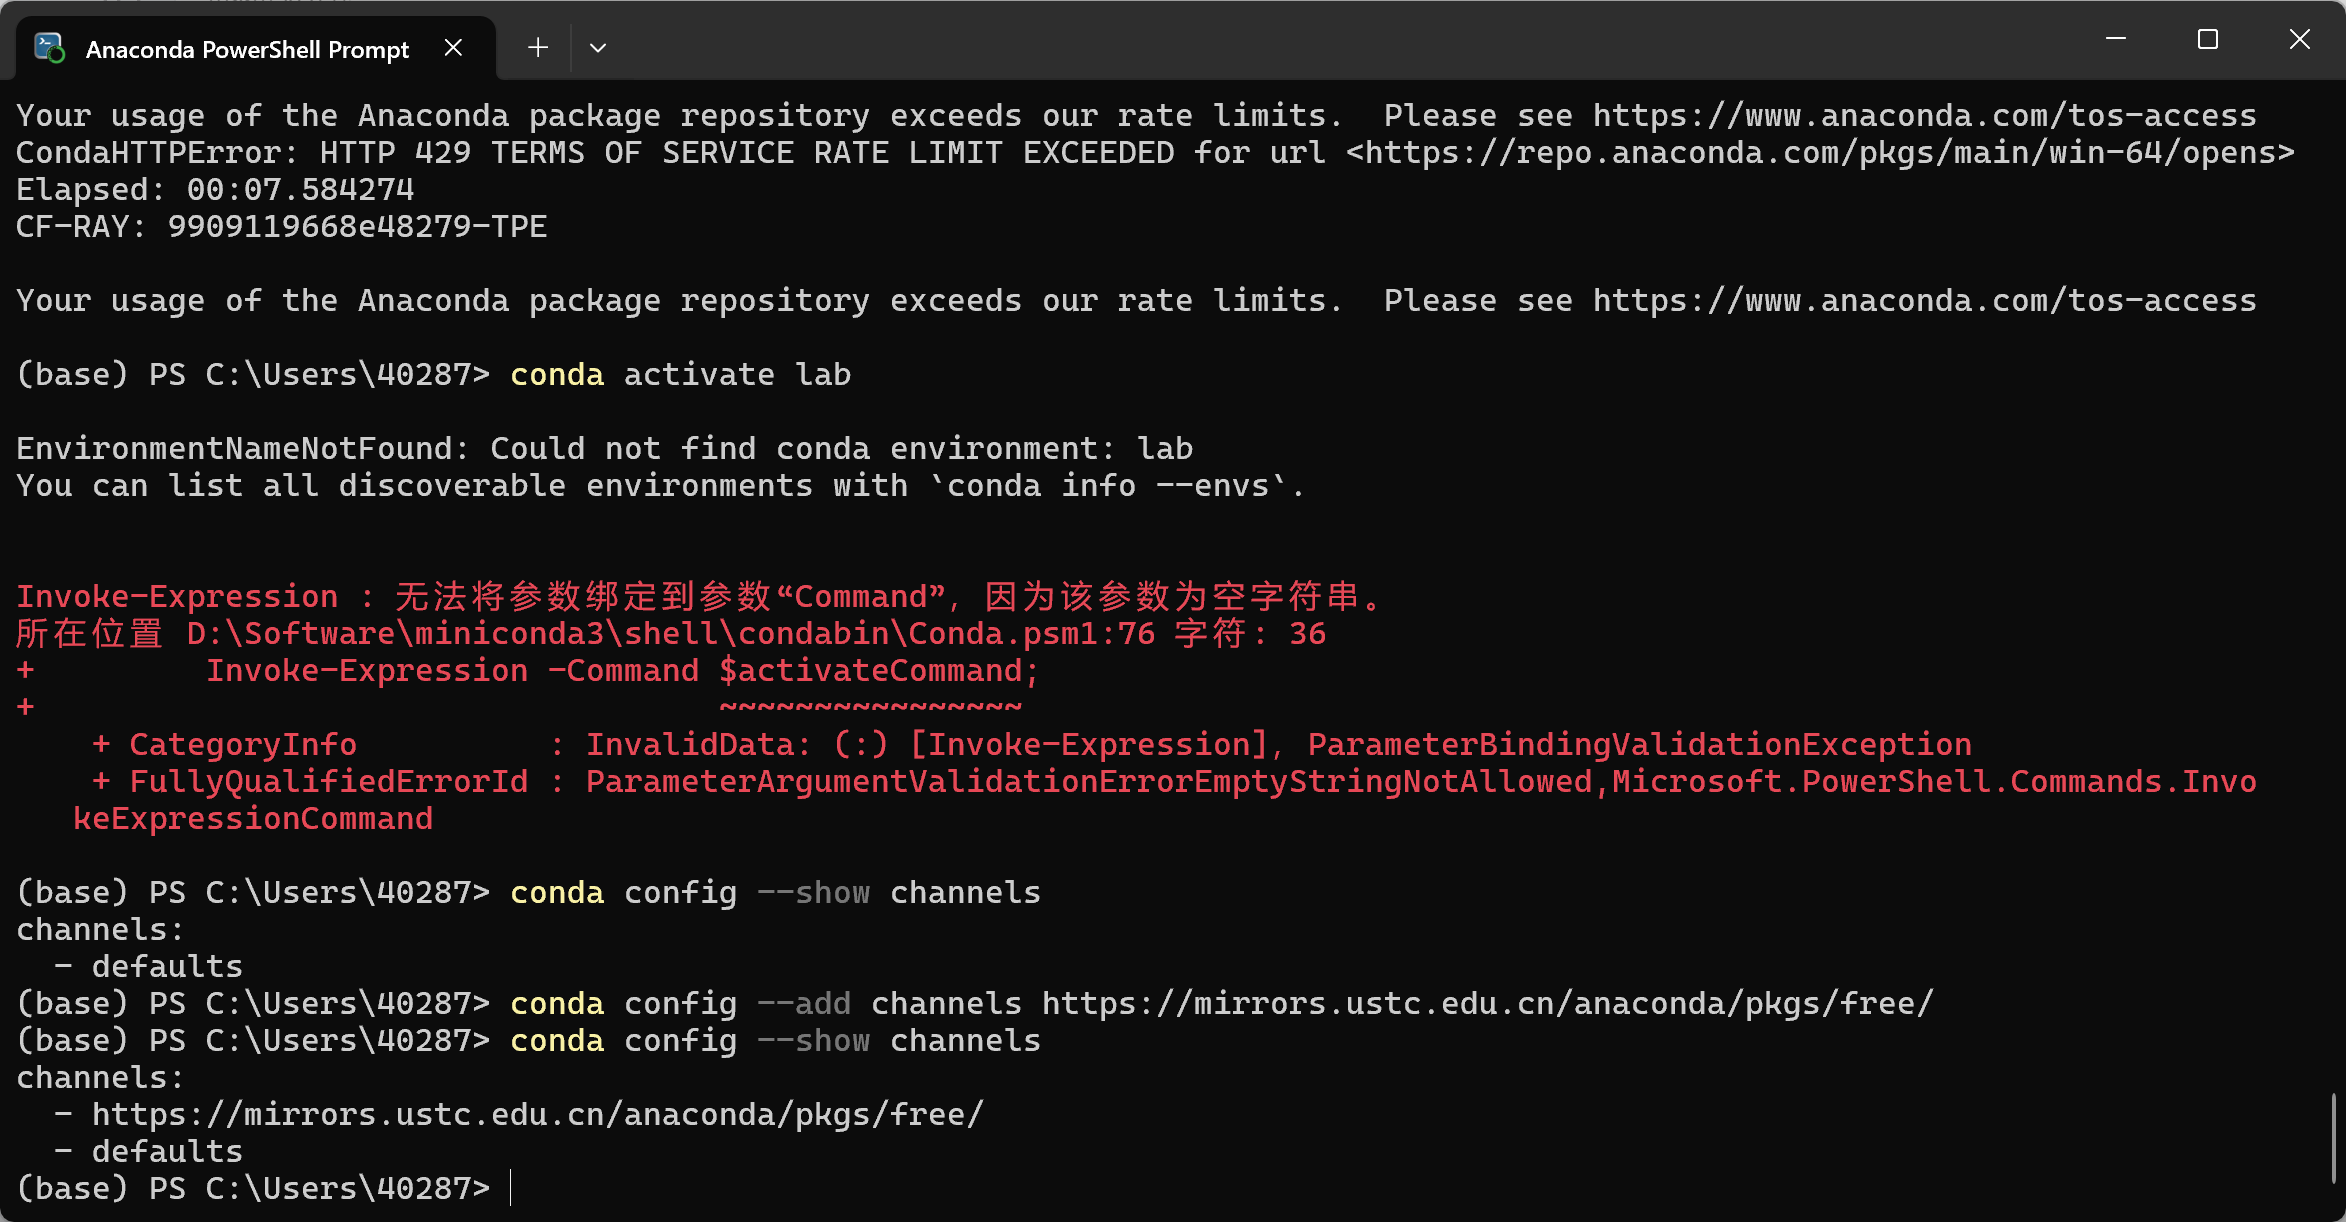 Anaconda PowerShell Prompt
Your usage of the Anaconda package repository exceeds our rate limits.  Please see https://www.anaconda.com/tos-access
CondaHTTPError: HTTP 429 TERMS OF SERVICE RATE LIMIT EXCEEDED for url <https://repo.anaconda.com/pkgs/main/win-64/opens>
Elapsed: 00:07.584274
CF-RAY: 9909119668e48279-TPE
Your usage of the Anaconda package repository exceeds our rate limits.  Please see https://www.anaconda.com/tos-access
(base) PS C:\Users\40287> conda activate lab
EnvironmentNameNotFound: Could not find conda environment: lab
You can list all discoverable environments with `conda info --envs`.
Invoke-Expression : 无法将参数绑定到参数“Command”，因为该参数为空字符串。
所在位置 D:\Software\miniconda3\shell\condabin\Conda.psm1:76 字符: 36
+         Invoke-Expression -Command $activateCommand;
+                                    ~~~~~~~~~~~~~~~~
    + CategoryInfo          : InvalidData: (:) [Invoke-Expression], ParameterBindingValidationException
    + FullyQualifiedErrorId : ParameterArgumentValidationErrorEmptyStringNotAllowed,Microsoft.PowerShell.Commands.Invo
   keExpressionCommand
(base) PS C:\Users\40287> conda config --show channels
channels:
  - defaults
(base) PS C:\Users\40287> conda config --add channels https://mirrors.ustc.edu.cn/anaconda/pkgs/free/
(base) PS C:\Users\40287> conda config --show channels
channels:
  - https://mirrors.ustc.edu.cn/anaconda/pkgs/free/
  - defaults
(base) PS C:\Users\40287>